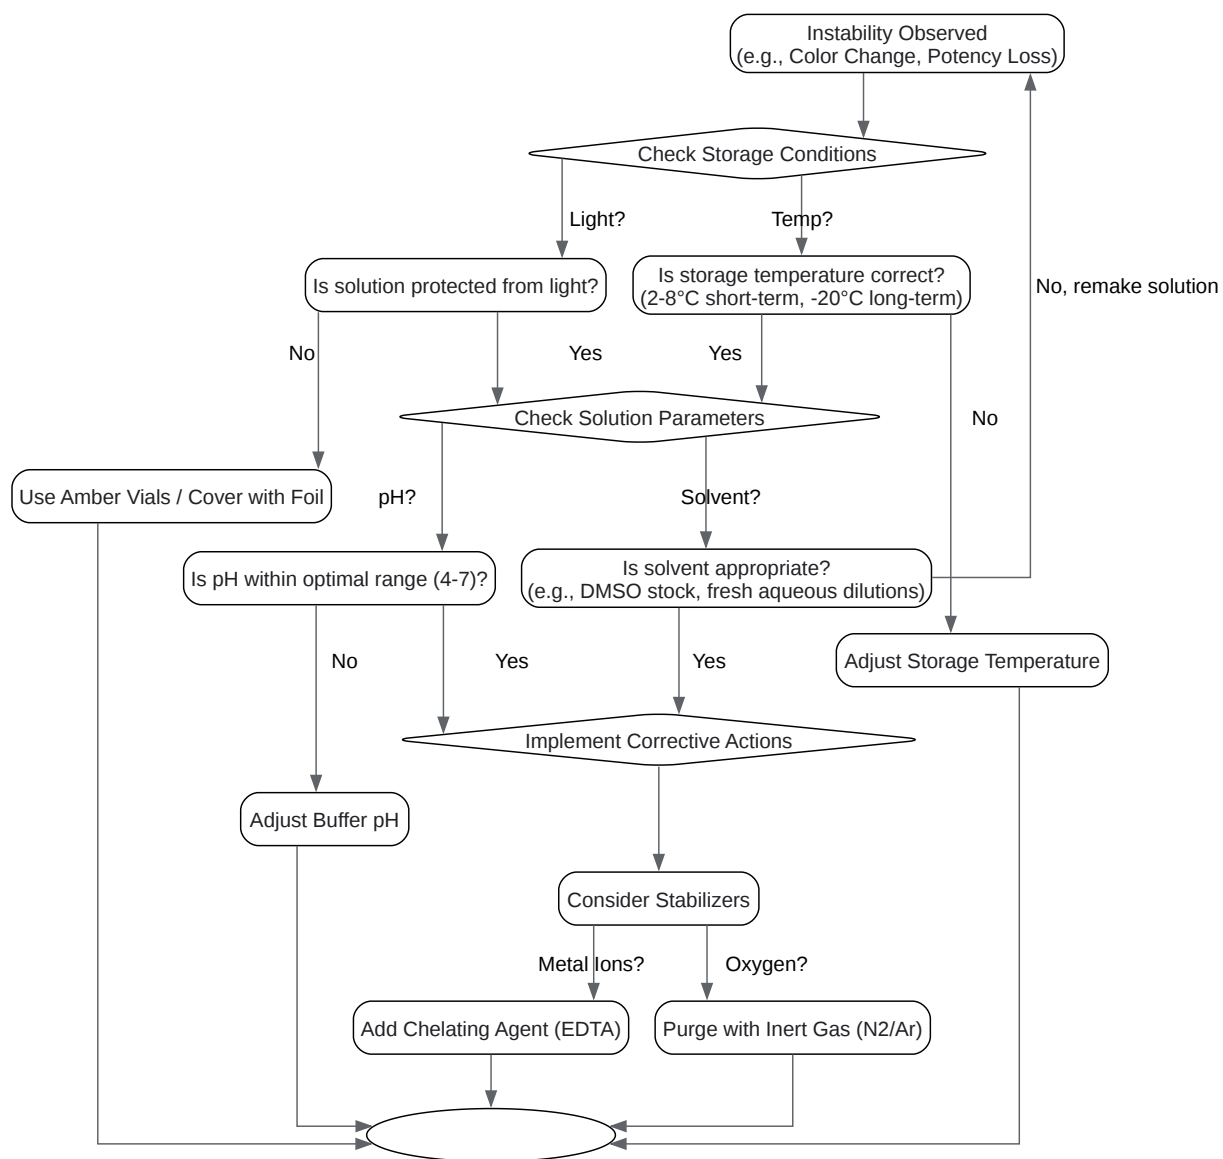 Instability Observed
(e.g., Color Change, Potency Loss)
Check Storage Conditions
Light?
Temp?
Is solution protected from light?
Is storage temperature correct?
(2-8°C short-term, -20°C long-term)
No, remake solution
No
Yes
Yes
Check Solution Parameters
No
Use Amber Vials / Cover with Foil
pH?
Solvent?
Is pH within optimal range (4-7)?
Is solvent appropriate?
(e.g., DMSO stock, fresh aqueous dilutions)
No
Yes
Yes
Adjust Storage Temperature
Implement Corrective Actions
Adjust Buffer pH
Consider Stabilizers
Metal Ions?
Oxygen?
Add Chelating Agent (EDTA)
Purge with Inert Gas (N2/Ar)